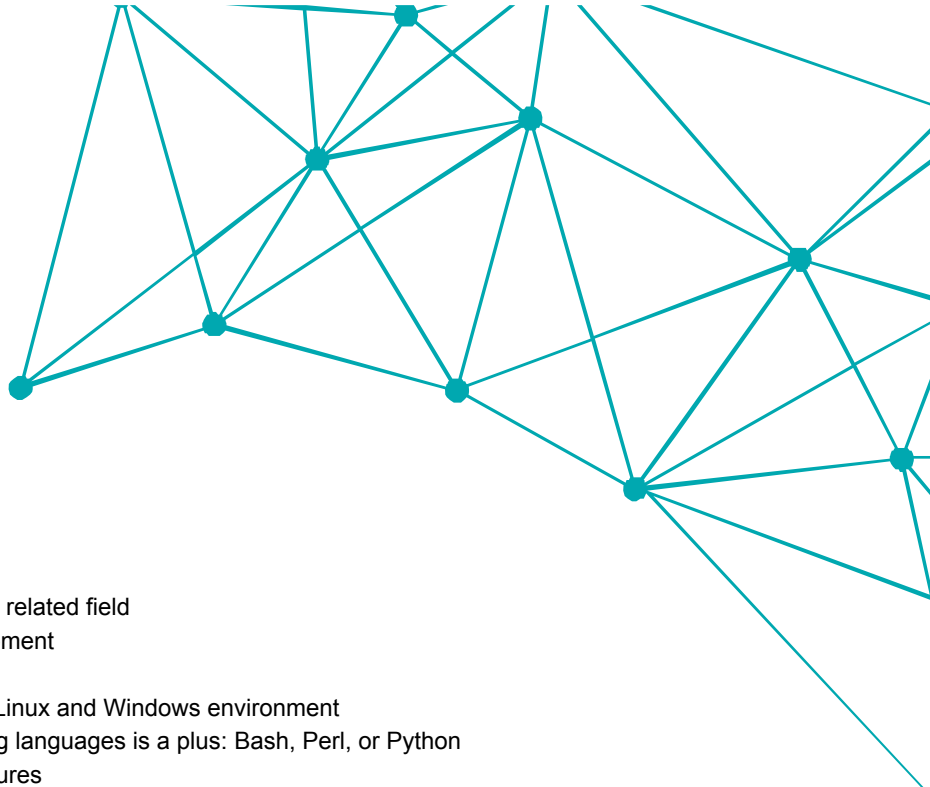 related field
ment
Linux and Windows environment
g languages is a plus: Bash, Perl, or Python
ures